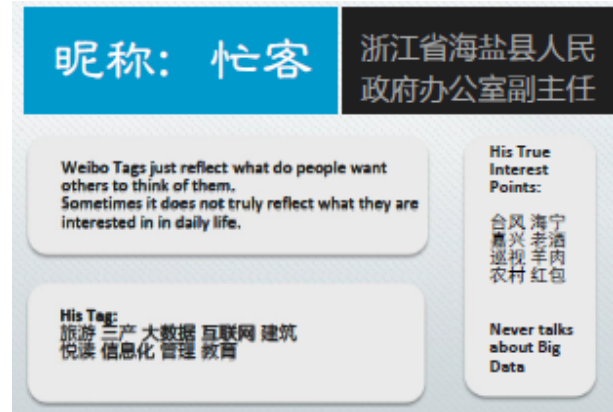 昵称： 忙客
浙江省海盐县人民
政府办公室副主任
Weibo Tags just reflect what do people want
others to think of them.
Sometimes it does not truly reflect what they are
interested in in daily life.
His Tag:
旅游 三产 大数据 互联网 建筑
悦读 信息化 管理 教育
His True
Interest
Points:
台风 海宁
嘉兴 老酒
巡视 羊肉
农村 红包
Never talks
about Big
Data